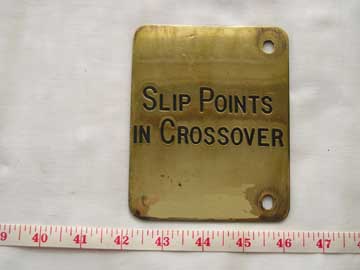 SLIP POINTS
IN CROSSOVER
39 40 41 42 43 44 45 46 47